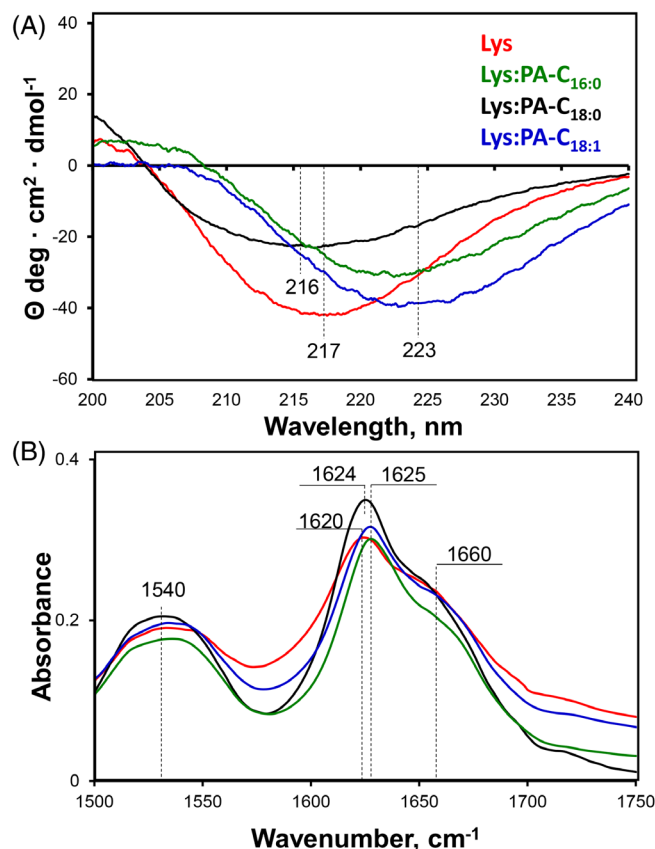 (A)
40
20
0
-20
-40
-60
Θ deg · cm² · dmol⁻¹
Lys
Lys:PA-C₁₆:₀
Lys:PA-C₁₈:₀
Lys:PA-C₁₈:₁
216
217
223
200 205 210 215 220 225 230 235 240
Wavelength, nm
(B)
0.4
0.2
0
Absorbance
1624 1625
1620
1660
1540
1500 1550 1600 1650 1700 1750
Wavenumber, cm⁻¹